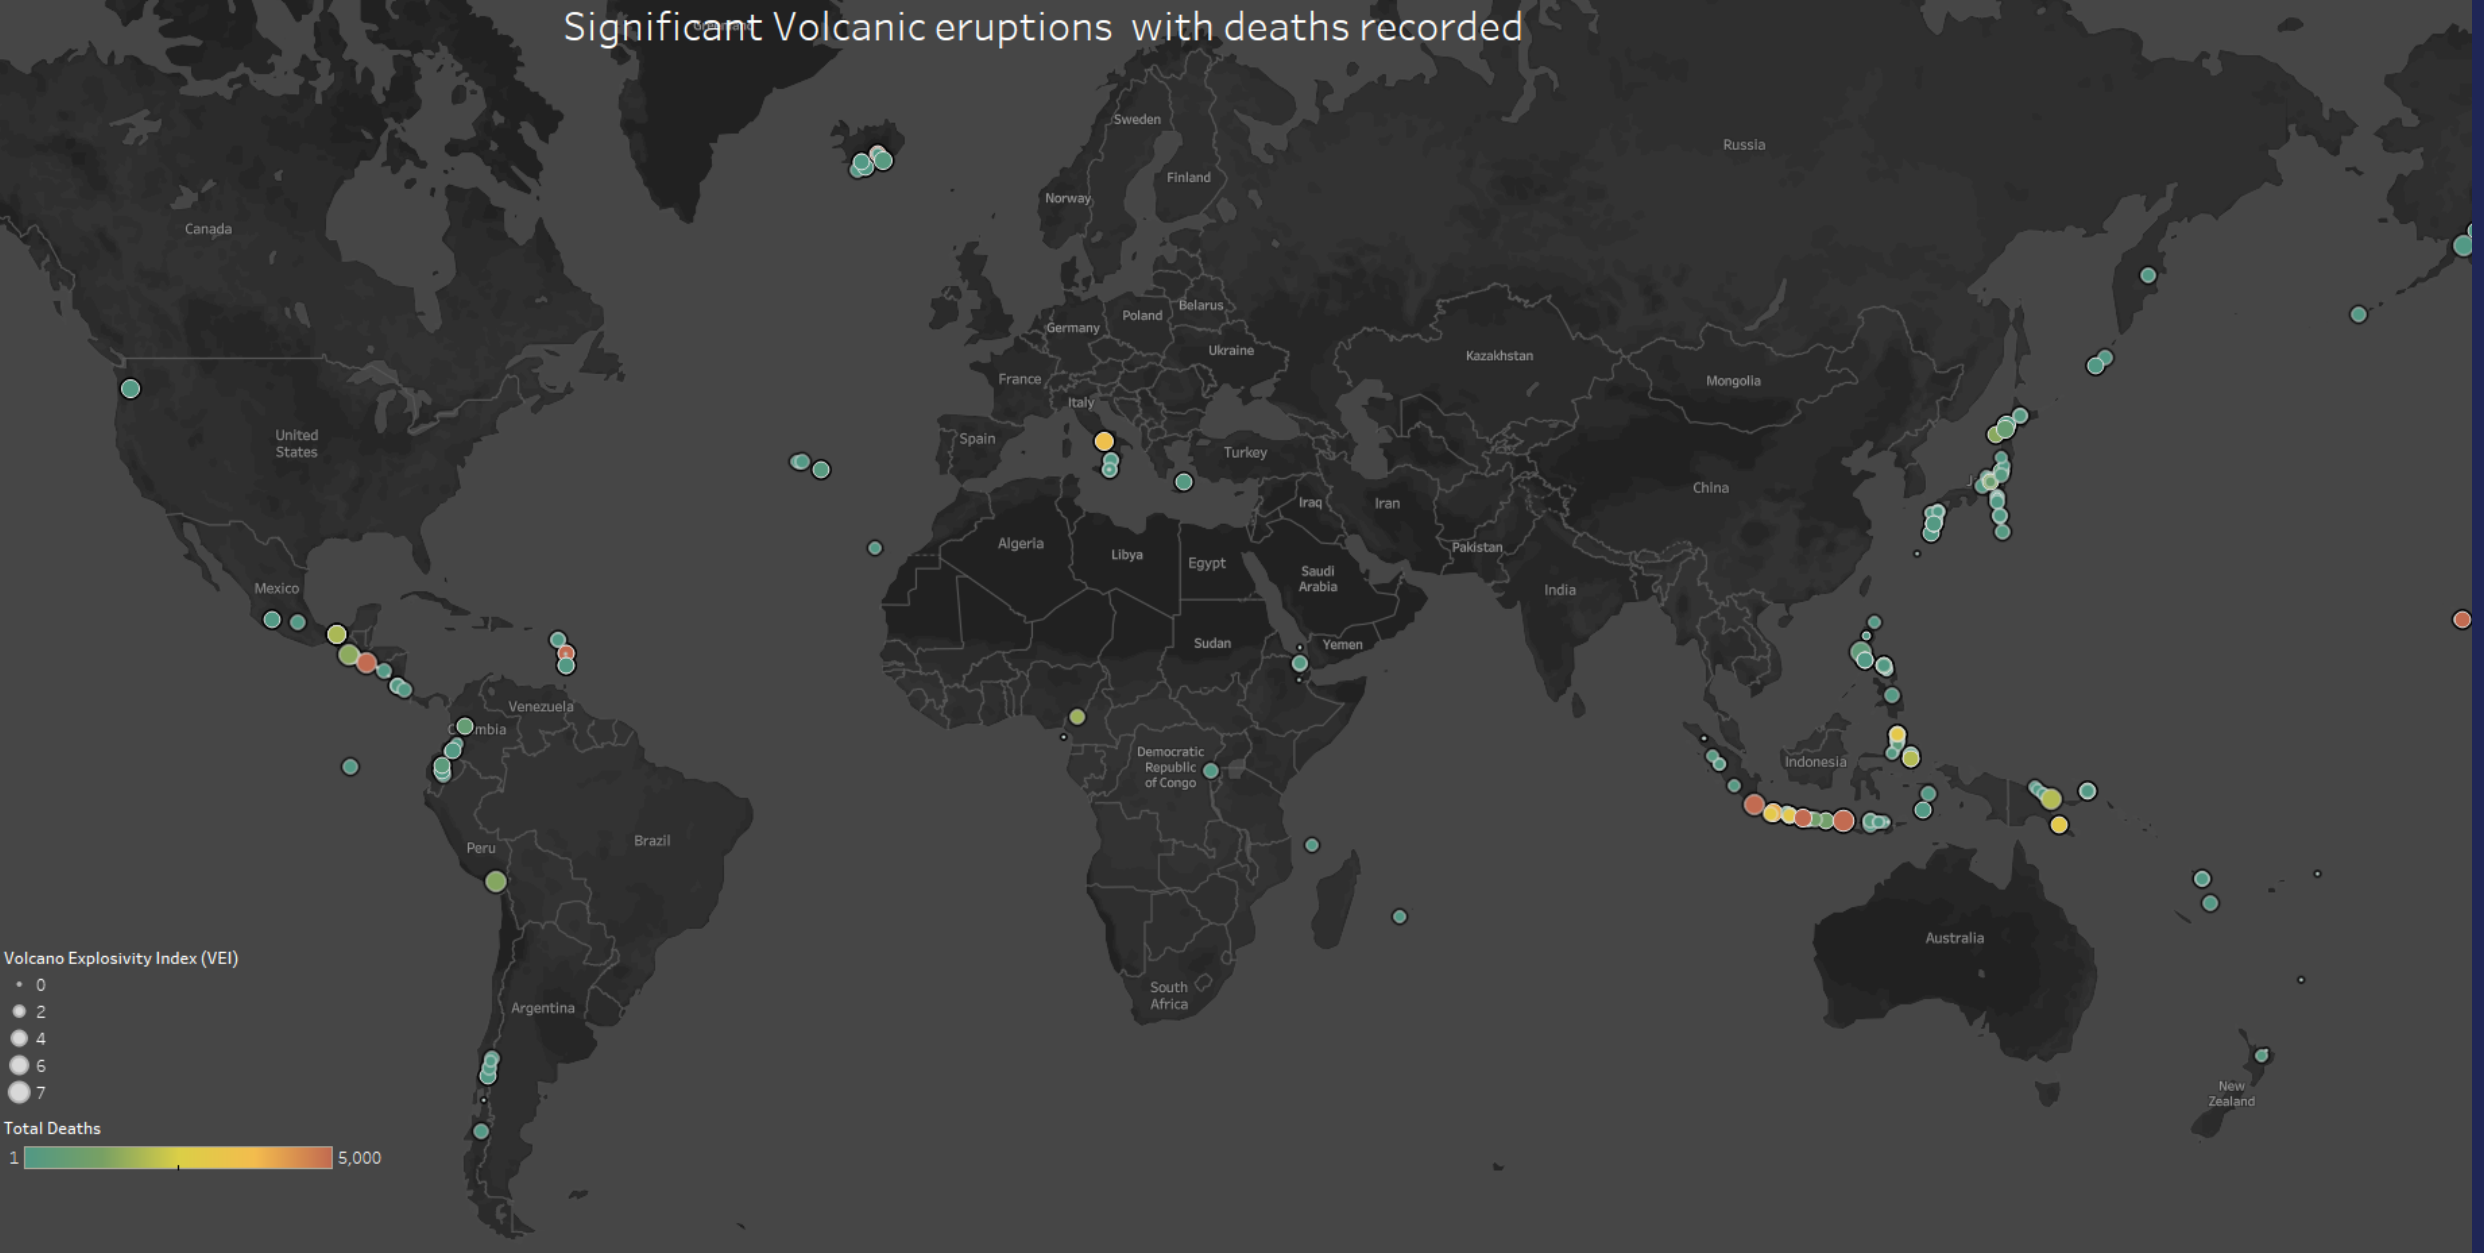 Significant Volcanic eruptions  with deaths recorded
Sweden
Russia
Finland
Norway
Canada
Belarus
Poland
Germany
Ukraine
Kazakhstan
France
Mongolia
Italy
Spain
United
States
Turkey
China
Iraq
Iran
Algeria
Libya
Pakistan
Egypt
Saudi
Arabia
Mexico
India
Sudan
Yemen
Venezuela
mbia
Democratic
Republic
of Congo
Indonesia
Peru
Brazil
Australia
South
Africa
Argentina
New
Zealand
Volcano Explosivity Index (VEI)
0
2
4
6
7
Total Deaths
1
5,000